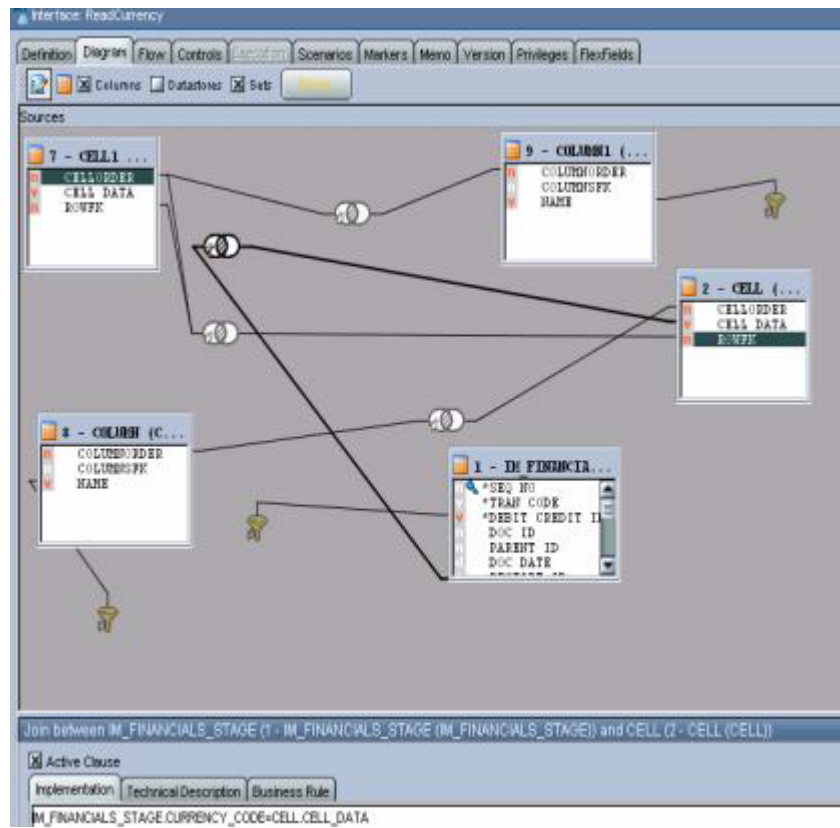 Interface: ReadCurrency
Definition Diagram Flow Controls Scenarios Markers Memo Version Privileges FlexFields
Columns Datastores Sets
Sources
7 - CELL1 ...
CELLORDER
CELL DATA
ROWFK
9 - COLUMN1 (...
COLUMNORDER
COLUMNSFK
NAME
2 - CELL (...
CELLORDER
CELL DATA
ROWFK
8 - COLUMN (C...
COLUMNORDER
COLUMNSFK
NAME
1 - IM FINANCIA...
*SEQ NO
*TRAN CODE
*DEBIT CREDIT I
DOC ID
PARENT ID
DOC DATE
Join between IM_FINANCIALS_STAGE (1 - IM_FINANCIALS_STAGE (IM_FINANCIALS_STAGE)) and CELL (2 - CELL (CELL))
Active Clause
Implementation Technical Description Business Rule
IM_FINANCIALS_STAGE.CURRENCY_CODE=CELL.CELL_DATA